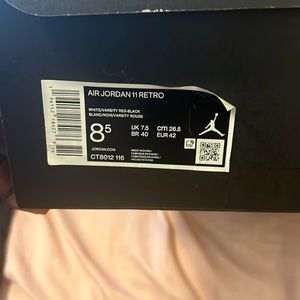 AIR JORDAN 11 RETRO
WHITE/VARSITY RED-BLACK
BLANC/NOIR/VARSITY ROUGE
8.5
UK 7.5 cm 26.5
BR 40 EUR 42
JORDAN.COM
CT8012 116